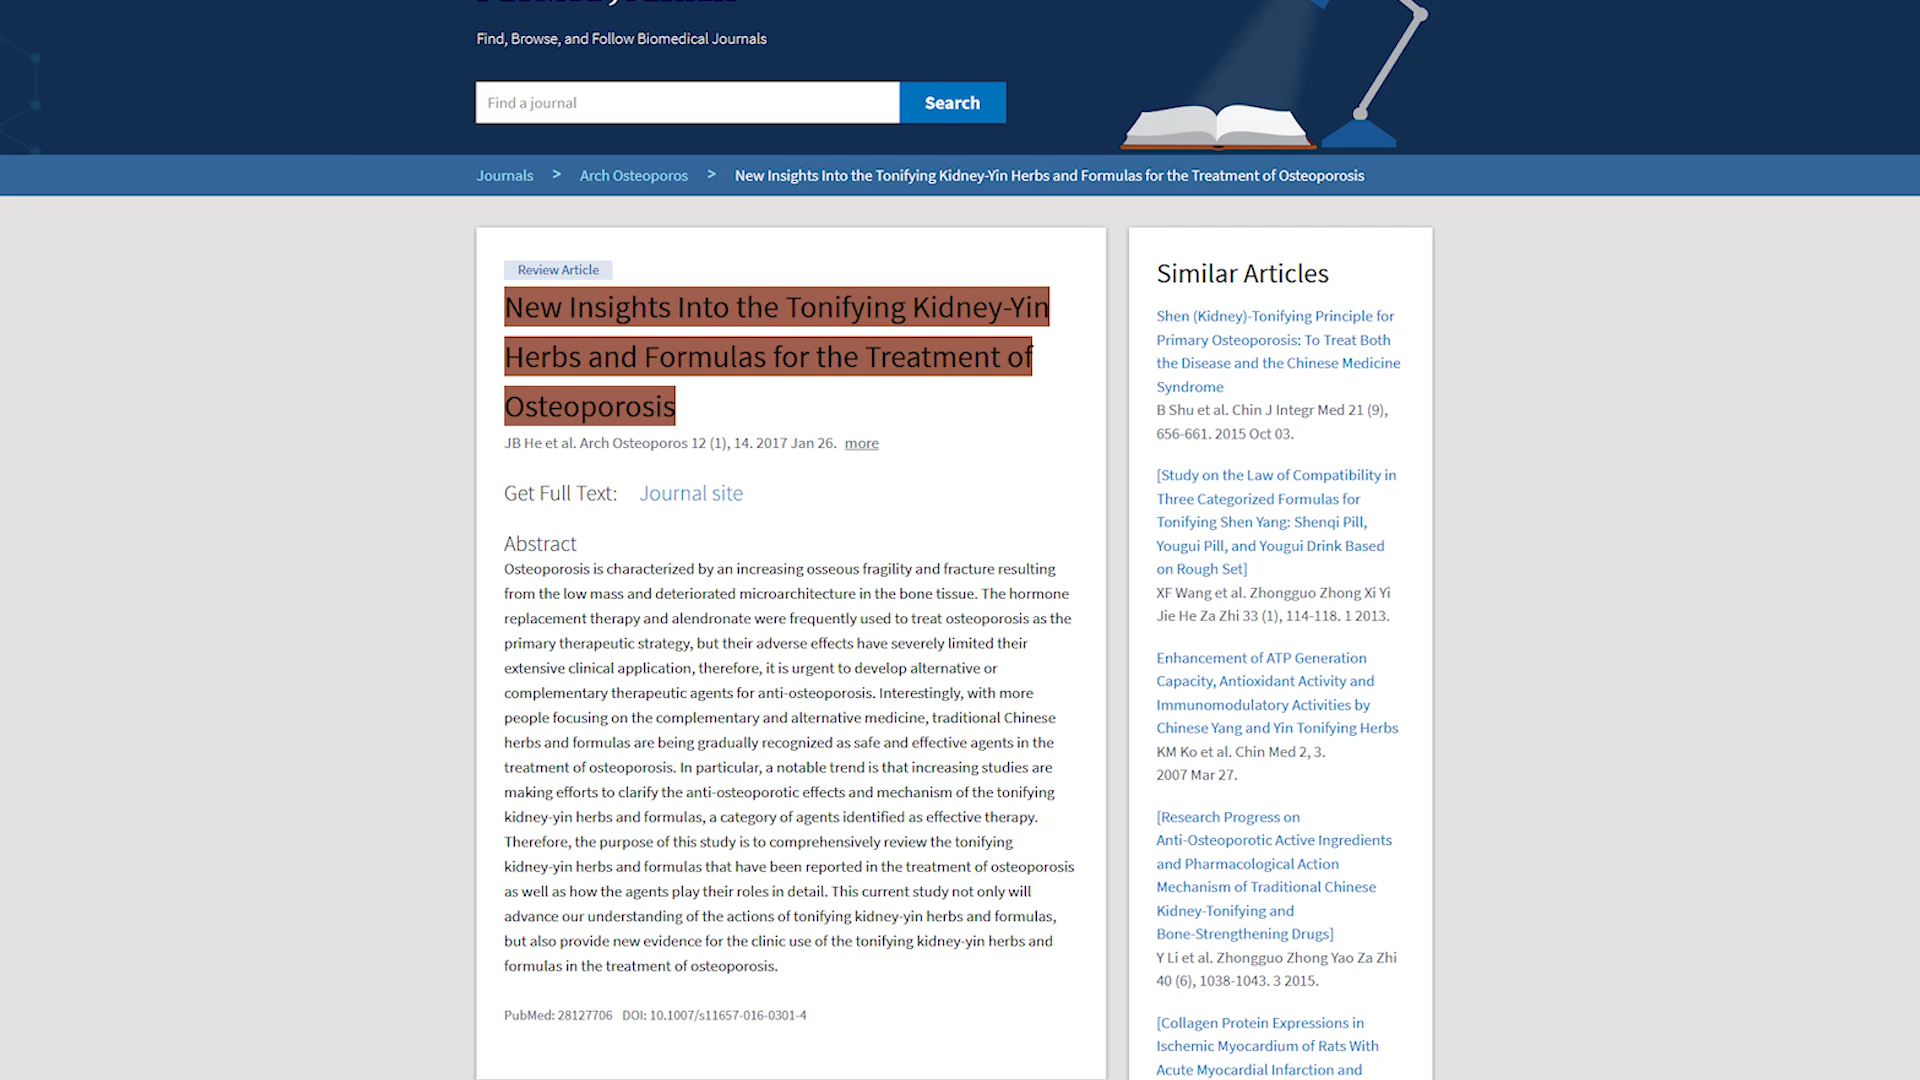 Find, Browse, and Follow Biomedical Journals
Find a journal
Search
Journals > Arch Osteoporos > New Insights Into the Tonifying Kidney-Yin Herbs and Formulas for the Treatment of Osteoporosis
Review Article
New Insights Into the Tonifying Kidney-Yin
Herbs and Formulas for the Treatment of
Osteoporosis
JB He et al. Arch Osteoporos 12 (1), 14. 2017 Jan 26. more
Get Full Text: Journal site
Abstract
Osteoporosis is characterized by an increasing osseous fragility and fracture resulting
from the low mass and deteriorated microarchitecture in the bone tissue. The hormone
replacement therapy and alendronate were frequently used to treat osteoporosis as the
primary therapeutic strategy, but their adverse effects have severely limited their
extensive clinical application, therefore, it is urgent to develop alternative or
complementary therapeutic agents for anti-osteoporosis. Interestingly, with more
people focusing on the complementary and alternative medicine, traditional Chinese
herbs and formulas are being gradually recognized as safe and effective agents in the
treatment of osteoporosis. In particular, a notable trend is that increasing studies are
making efforts to clarify the anti-osteoporotic effects and mechanism of the tonifying
kidney-yin herbs and formulas, a category of agents identified as effective therapy.
Therefore, the purpose of this study is to comprehensively review the tonifying
kidney-yin herbs and formulas that have been reported in the treatment of osteoporosis
as well as how the agents play their roles in detail. This current study not only will
advance our understanding of the actions of tonifying kidney-yin herbs and formulas,
but also provide new evidence for the clinic use of the tonifying kidney-yin herbs and
formulas in the treatment of osteoporosis.
PubMed: 28127706 DOI: 10.1007/s11657-016-0301-4
Similar Articles
Shen (Kidney)-Tonifying Principle for
Primary Osteoporosis: To Treat Both
the Disease and the Chinese Medicine
Syndrome
B Shu et al. Chin J Integr Med 21 (9),
656-661. 2015 Oct 03.
[Study on the Law of Compatibility in
Three Categorized Formulas for
Tonifying Shen Yang: Shenqi Pill,
Yougui Pill, and Yougui Drink Based
on Rough Set]
XF Wang et al. Zhongguo Zhong Xi Yi
Jie He Za Zhi 33 (1), 114-118. 1 2013.
Enhancement of ATP Generation
Capacity, Antioxidant Activity and
Immunomodulatory Activities by
Chinese Yang and Yin Tonifying Herbs
KM Ko et al. Chin Med 2, 3.
2007 Mar 27.
[Research Progress on
Anti-Osteoporotic Active Ingredients
and Pharmacological Action
Mechanism of Traditional Chinese
Kidney-Tonifying and
Bone-Strengthening Drugs]
Y Li et al. Zhongguo Zhong Yao Za Zhi
40 (6), 1038-1043. 3 2015.
[Collagen Protein Expressions in
Ischemic Myocardium of Rats With
Acute Myocardial Infarction and